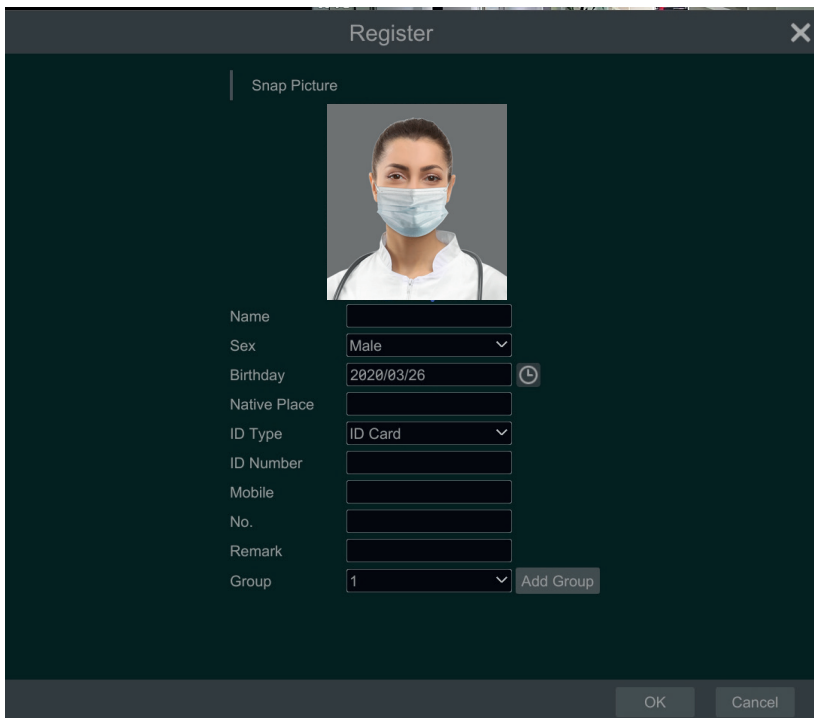 Register
Snap Picture
Name
Sex Male
Birthday 2020/03/26
Native Place
ID Type ID Card
ID Number
Mobile
No.
Remark
Group 1 Add Group
OK Cancel